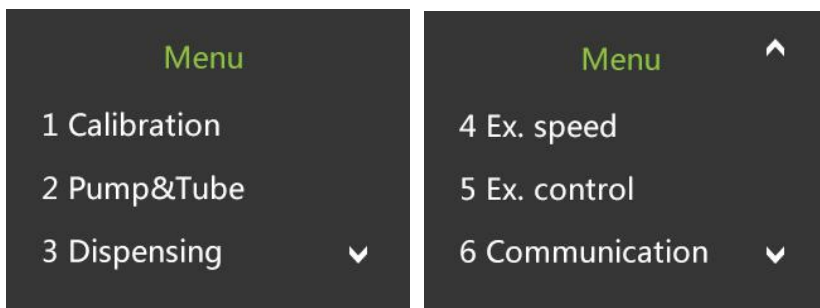 Menu
1 Calibration
2 Pump&Tube
3 Dispensing
Menu
4 Ex. speed
5 Ex. control
6 Communication